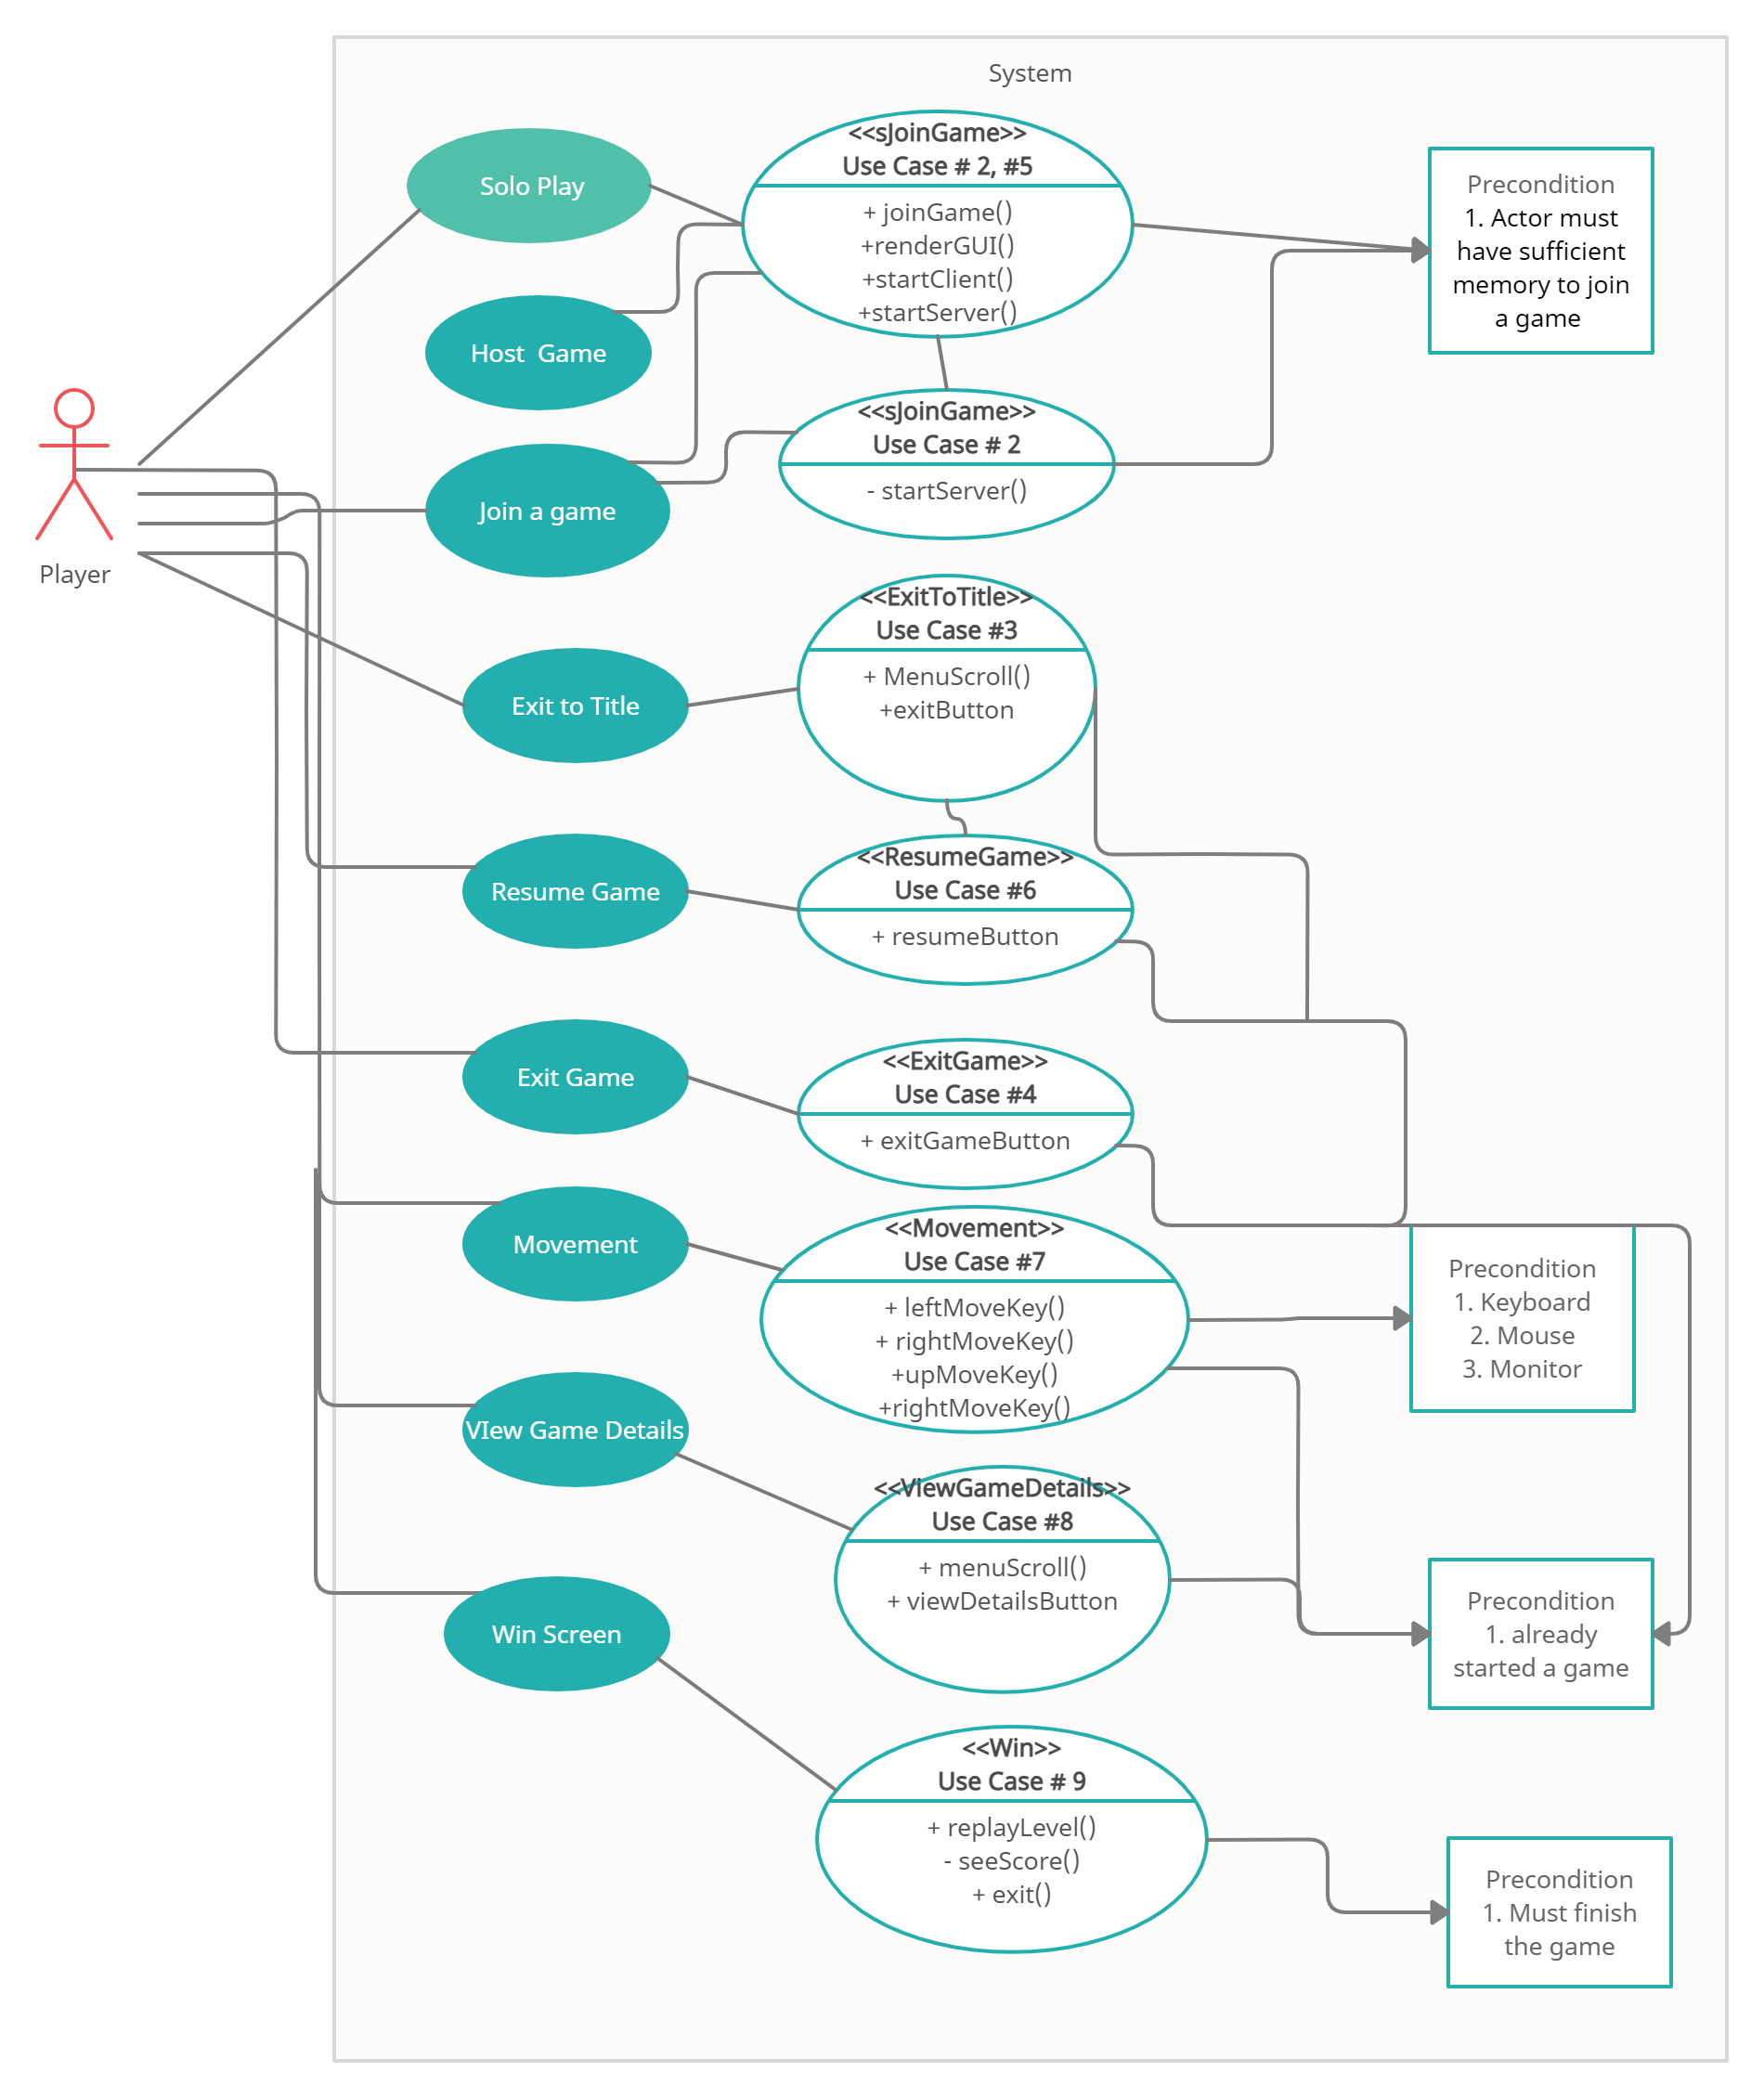 System
Player
Solo Play
Host  Game
Join a game
Exit to Title
Resume Game
Exit Game
Movement
VIew Game Details
Win Screen
<<sJoinGame>>
Use Case # 2, #5
+ joinGame()
+renderGUI()
+startClient()
+startServer()
<<sJoinGame>>
Use Case # 2
- startServer()
<<ExitToTitle>>
Use Case #3
+ MenuScroll()
+exitButton
<<ResumeGame>>
Use Case #6
+ resumeButton
<<ExitGame>>
Use Case #4
+ exitGameButton
<<Movement>>
Use Case #7
+ leftMoveKey()
+ rightMoveKey()
+upMoveKey()
+rightMoveKey()
<<ViewGameDetails>>
Use Case #8
+ menuScroll()
+ viewDetailsButton
<<Win>>
Use Case # 9
+ replayLevel()
- seeScore()
+ exit()
Precondition
1. Actor must
have sufficient
memory to join
a game
Precondition
1. Keyboard
2. Mouse
3. Monitor
Precondition
1. already
started a game
Precondition
1. Must finish
the game